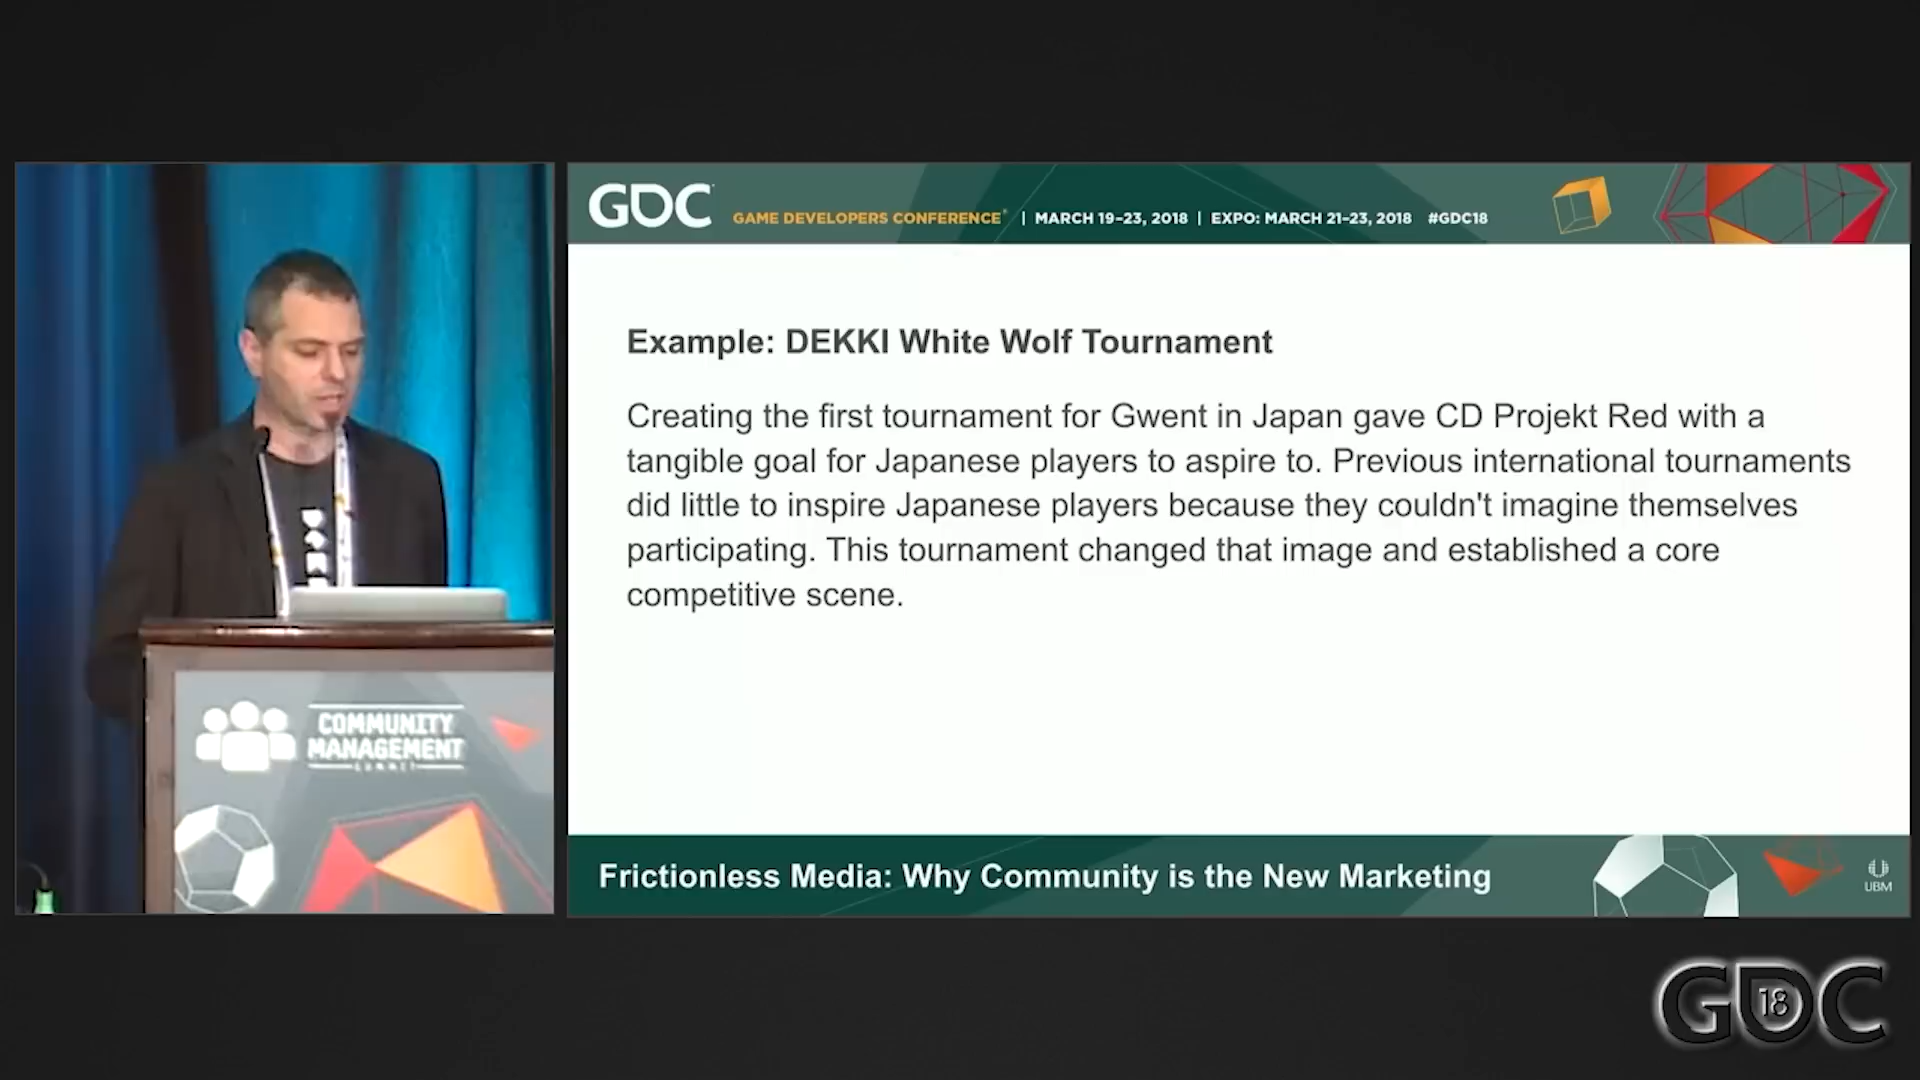 GDC
GAME DEVELOPERS CONFERENCE® | MARCH 19–23, 2018 | EXPO: MARCH 21–23, 2018 #GDC18
Example: DEKKI White Wolf Tournament
Creating the first tournament for Gwent in Japan gave CD Projekt Red with a
tangible goal for Japanese players to aspire to. Previous international tournaments
did little to inspire Japanese players because they couldn't imagine themselves
participating. This tournament changed that image and established a core
competitive scene.
COMMUNITY
MANAGEMENT
SUMMIT
Frictionless Media: Why Community is the New Marketing
UBM
GDC
18